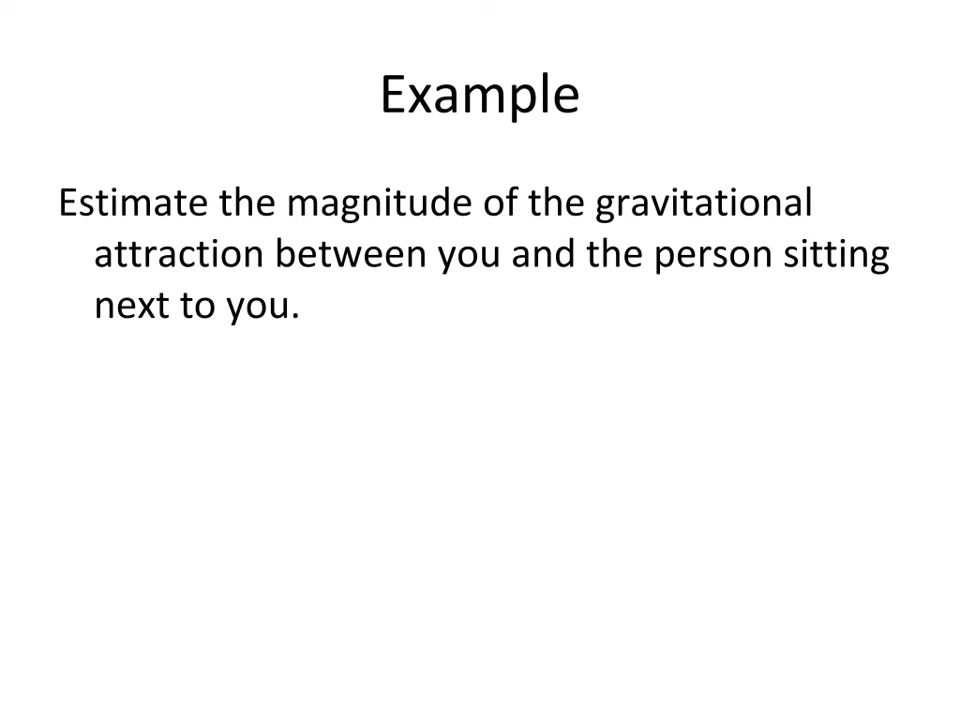 Example
Estimate the magnitude of the gravitational
attraction between you and the person sitting
next to you.